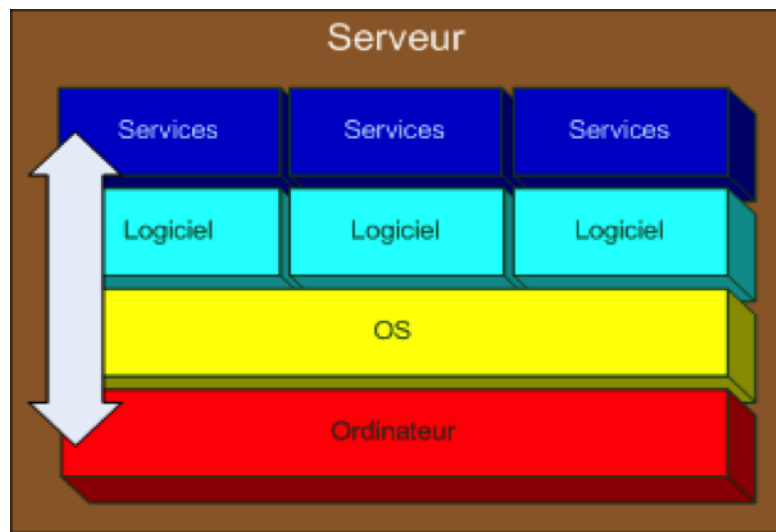 Serveur
Services Services Services
Logiciel Logiciel Logiciel
OS
Ordinateur